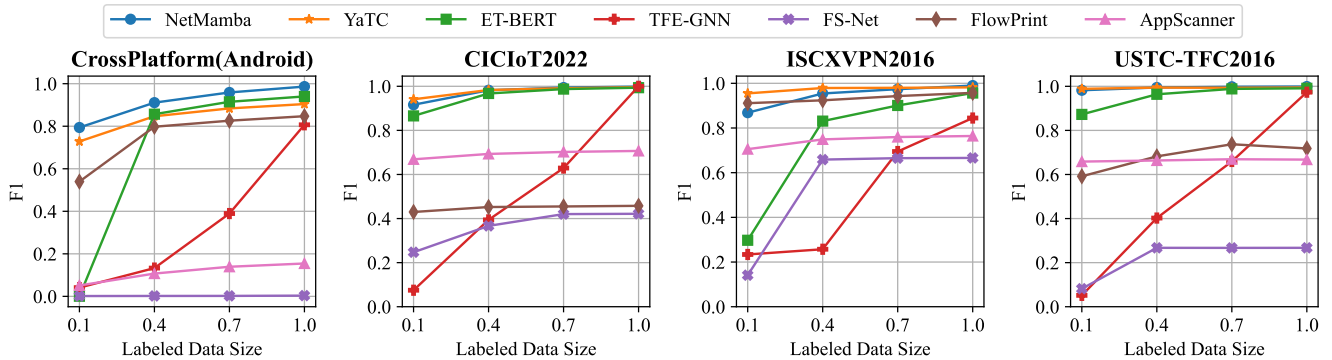 NetMamba YaTC ET-BERT TFE-GNN FS-Net FlowPrint AppScanner
CrossPlatform(Android)
1.0
0.8
0.6
0.4
0.2
0.0
F1
0.1 0.4 0.7 1.0
Labeled Data Size
CICIoT2022
1.0
0.8
0.6
0.4
0.2
0.0
F1
0.1 0.4 0.7 1.0
Labeled Data Size
ISCXVPN2016
1.0
0.8
0.6
0.4
0.2
0.0
F1
0.1 0.4 0.7 1.0
Labeled Data Size
USTC-TFC2016
1.0
0.8
0.6
0.4
0.2
0.0
F1
0.1 0.4 0.7 1.0
Labeled Data Size